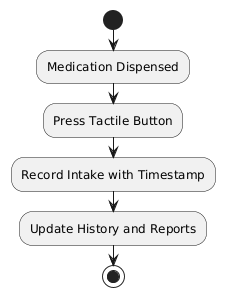 Medication Dispensed
Press Tactile Button
Record Intake with Timestamp
Update History and Reports